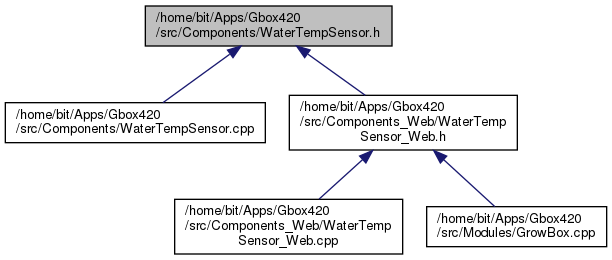 /home/bit/Apps/Gbox420
/src/Components/WaterTempSensor.h
/home/bit/Apps/Gbox420
/src/Components/WaterTempSensor.cpp
/home/bit/Apps/Gbox420
/src/Components_Web/WaterTemp
Sensor_Web.h
/home/bit/Apps/Gbox420
/src/Components_Web/WaterTemp
Sensor_Web.cpp
/home/bit/Apps/Gbox420
/src/Modules/GrowBox.cpp